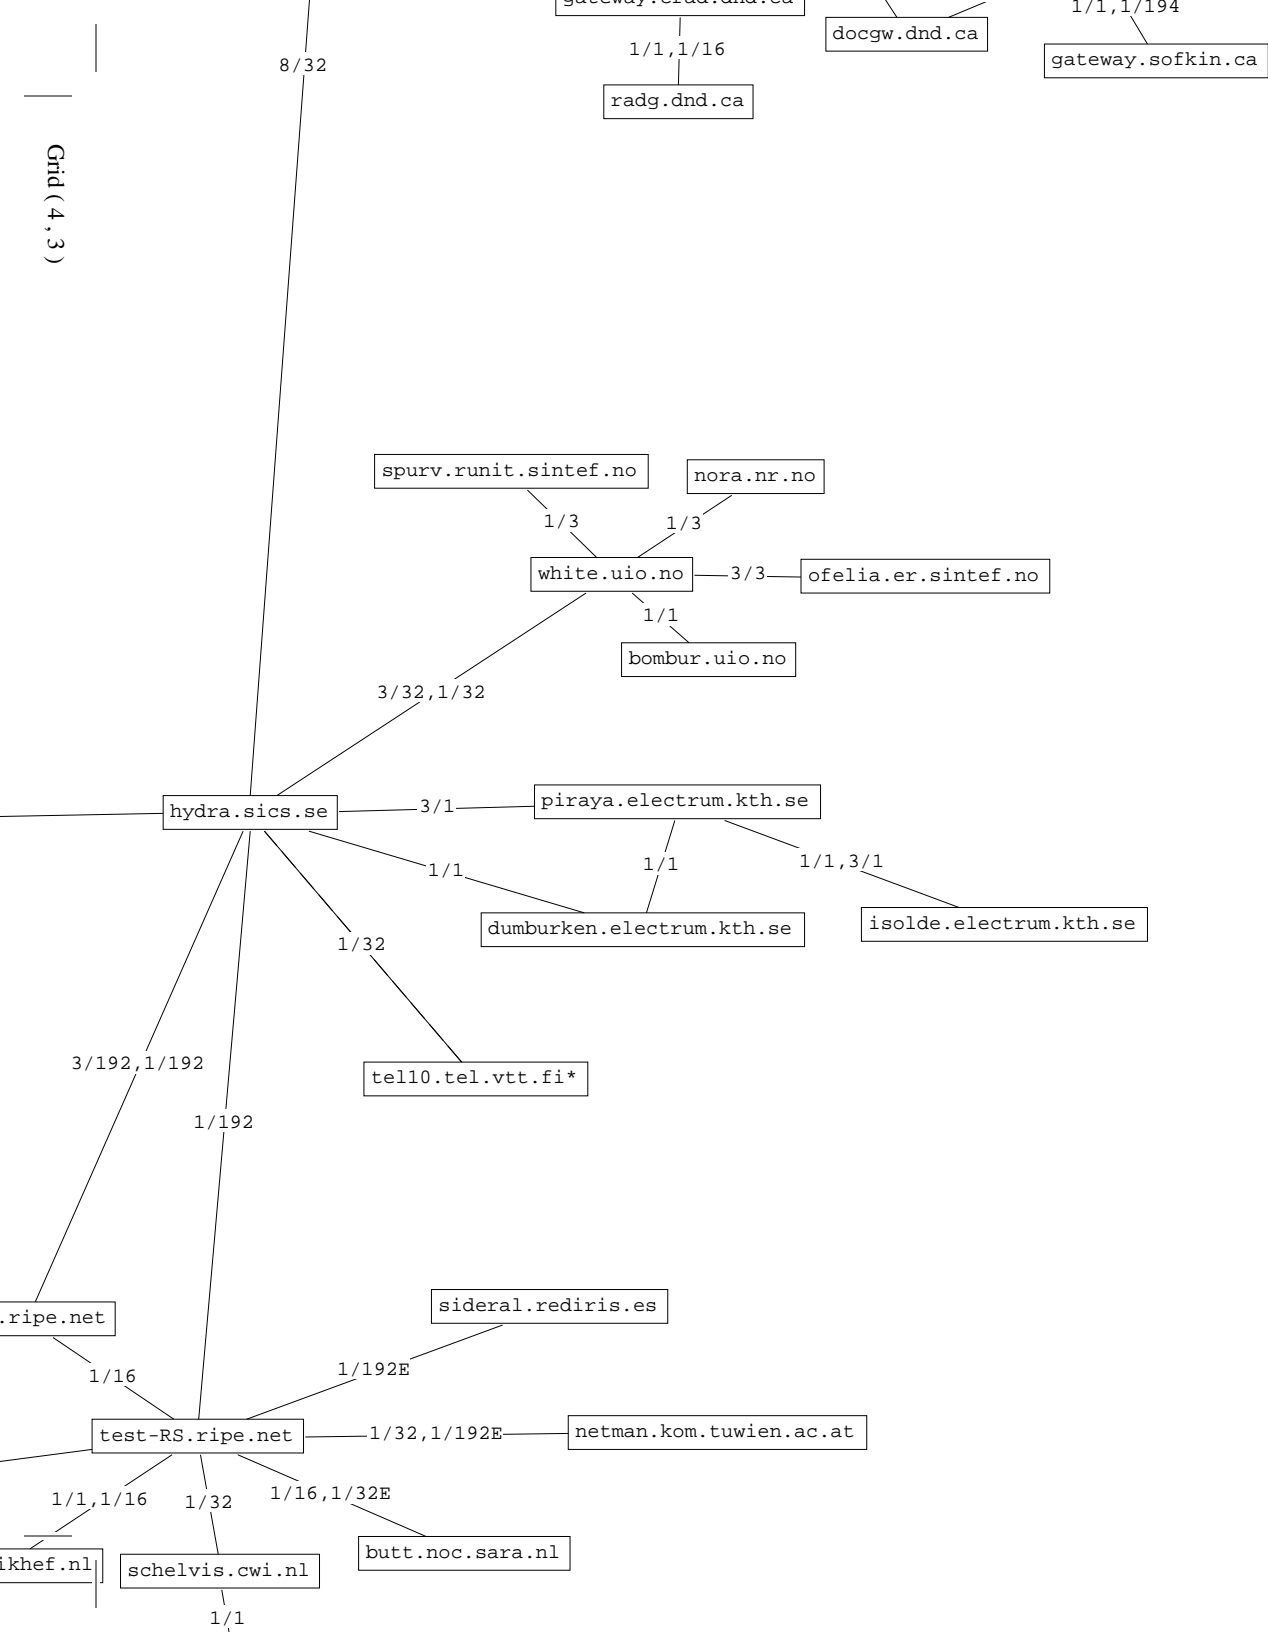 gateway.crad.dnd.ca
1/1,1/194
docgw.dnd.ca
1/1,1/16
gateway.sofkin.ca
8/32
radg.dnd.ca
Grid ( 4 , 3 )
spurv.runit.sintef.no
nora.nr.no
1/3
1/3
white.uio.no
3/3
ofelia.er.sintef.no
1/1
bombur.uio.no
3/32,1/32
hydra.sics.se
3/1
piraya.electrum.kth.se
1/1
1/1
1/1,3/1
dumburken.electrum.kth.se
isolde.electrum.kth.se
1/32
3/192,1/192
tel10.tel.vtt.fi*
1/192
.ripe.net
sideral.rediris.es
1/16
1/192E
test-RS.ripe.net
1/32,1/192E
netman.kom.tuwien.ac.at
1/1,1/16
1/32
1/16,1/32E
ikhef.nl
schelvis.cwi.nl
butt.noc.sara.nl
1/1